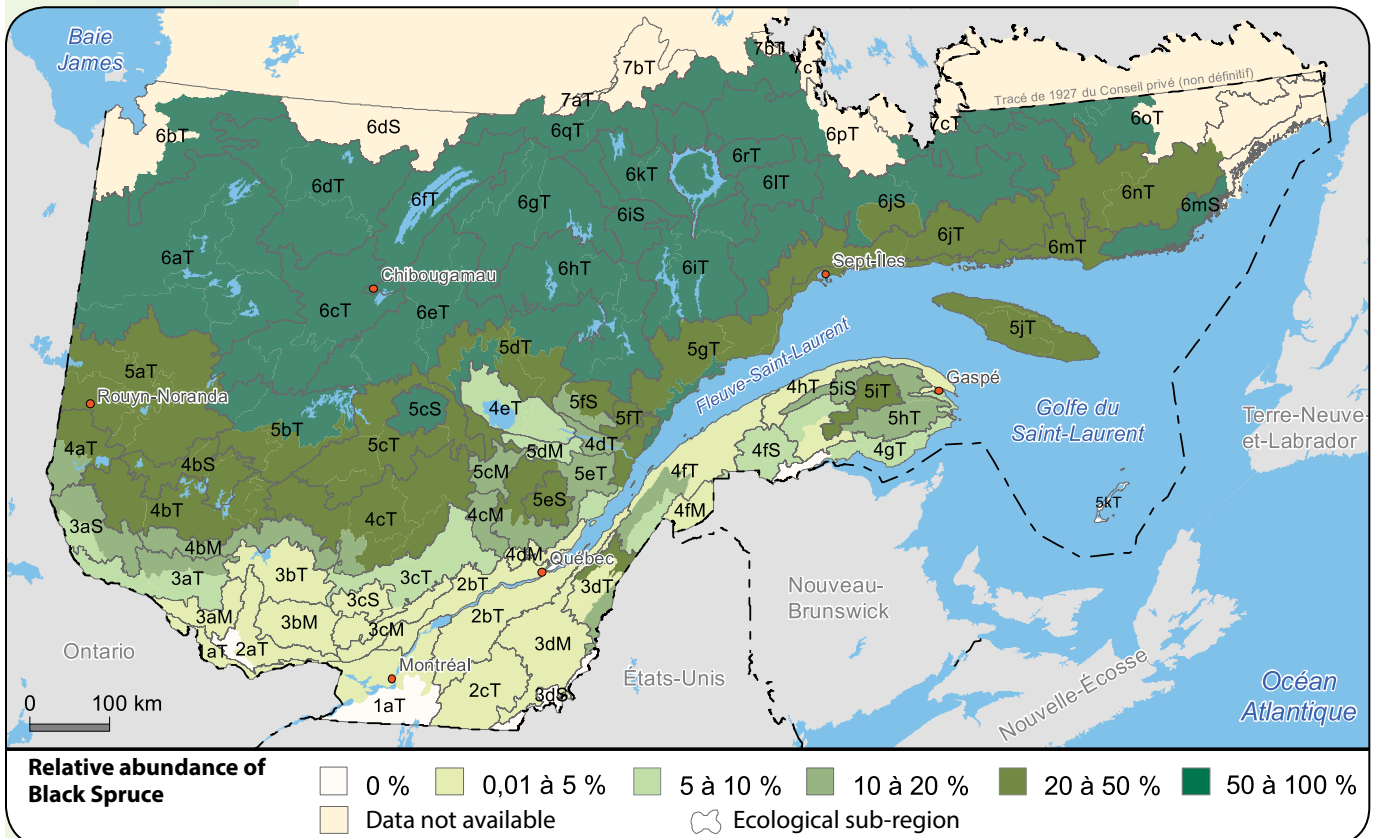 Baie
James
7bT
7bT
7cT
7aT
Tracé de 1927 du Conseil privé (non définitif)
6dS
6bT
6qT
6pT
7cT
6oT
6rT
6kT
6lT
6dT
6fT
6gT
6iS
6jS
6nT
6mS
6jT
6mT
6aT
6hT
6iT
Sept-Îles
Chibougamau
6cT
6eT
5jT
5dT
5gT
5aT
Rouyn-Noranda
Fleuve-Saint-Laurent
4hT
5iS
5iT
Gaspé
5cS
4eT
5fS
5fT
5hT
Golfe du
Saint-Laurent
Terre-Neuve-
et-Labrador
5bT
5cT
4dT
5dM
4fS
4gT
4aT
4bS
5cM
5eT
4fT
5eS
5kT
4bT
4cT
4cM
4fM
3aS
4bM
4dM
Québec
3aT
3bT
3cT
2bT
3dT
Nouveau-
Brunswick
3cS
3aM
3bM
3cM
2bT
3dM
Ontario
1aT
2aT
Montréal
États-Unis
2cT
3dS
1aT
Nouvelle-Écosse
Océan
Atlantique
0 100 km
Relative abundance of
Black Spruce
0 % 0,01 à 5 % 5 à 10 % 10 à 20 % 20 à 50 % 50 à 100 %
Data not available Ecological sub-region